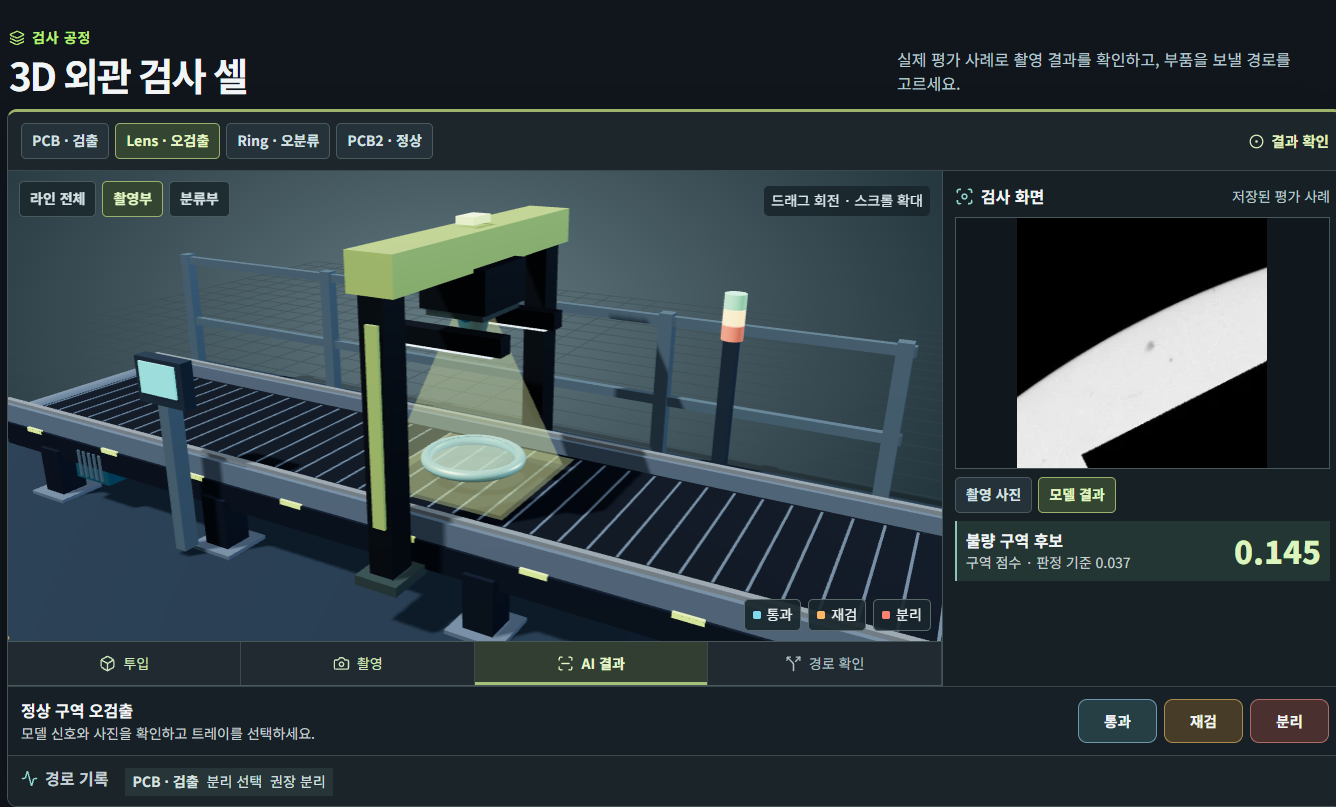 검사 공정
3D 외관 검사 셀
실제 평가 사례로 촬영 결과를 확인하고, 부품을 보낼 경로를
고르세요.
PCB · 검출
Lens · 오검출
Ring · 오분류
PCB2 · 정상
결과 확인
라인 전체
촬영부
분류부
드래그 회전 · 스크롤 확대
검사 화면
저장된 평가 사례
촬영 사진
모델 결과
불량 구역 후보
구역 점수 · 판정 기준 0.037
0.145
통과
재검
분리
투입
촬영
AI 결과
경로 확인
정상 구역 오검출
모델 신호와 사진을 확인하고 트레이를 선택하세요.
통과
재검
분리
경로 기록
PCB · 검출 분리 선택 권장 분리